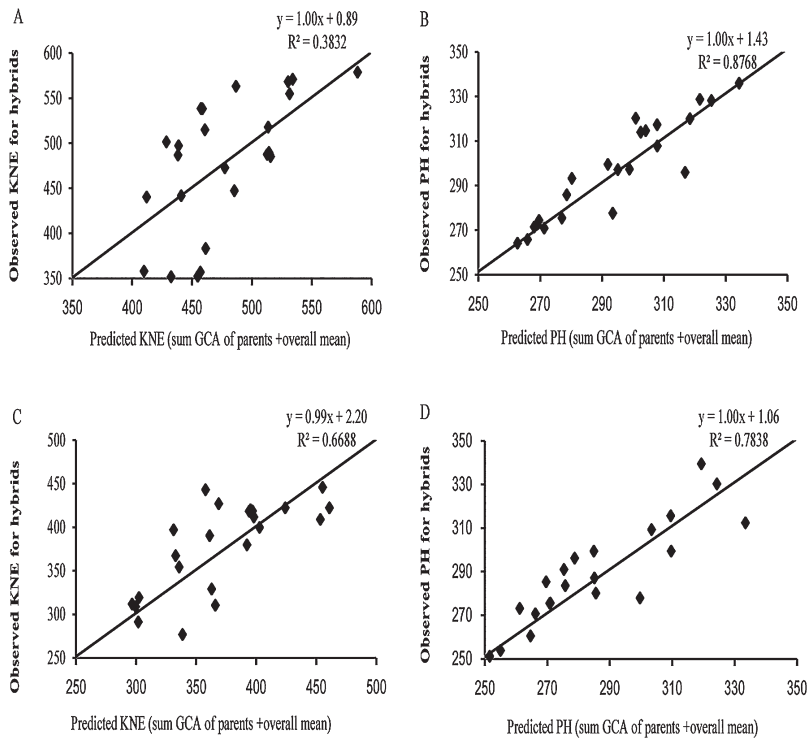 A
y = 1.00x + 0.89
R² = 0.3832
600
550
500
450
400
350
350 400 450 500 550 600
Observed KNE for hybrids
Predicted KNE (sum GCA of parents +overall mean)
B
y = 1.00x + 1.43
R² = 0.8768
350
330
310
290
270
250
250 270 290 310 330 350
Observed PH for hybrids
Predicted PH (sum GCA of parents +overall mean)
C
y = 0.99x + 2.20
R² = 0.6688
500
450
400
350
300
250
250 300 350 400 450 500
Observed KNE for hybrids
Predicted KNE (sum GCA of parents +overall mean)
D
y = 1.00x + 1.06
R² = 0.7838
350
330
310
290
270
250
250 270 290 310 330 350
Observed PH for hybrids
Predicted PH (sum GCA of parents +overall mean)